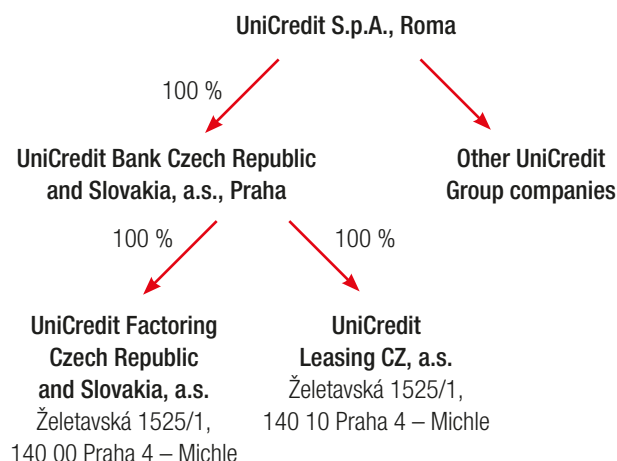 UniCredit S.p.A., Roma
100 %
UniCredit Bank Czech Republic
and Slovakia, a.s., Praha
Other UniCredit
Group companies
100 %
100 %
UniCredit Factoring
Czech Republic
and Slovakia, a.s.
Želetavská 1525/1,
140 00 Praha 4 – Michle
UniCredit
Leasing CZ, a.s.
Želetavská 1525/1,
140 10 Praha 4 – Michle